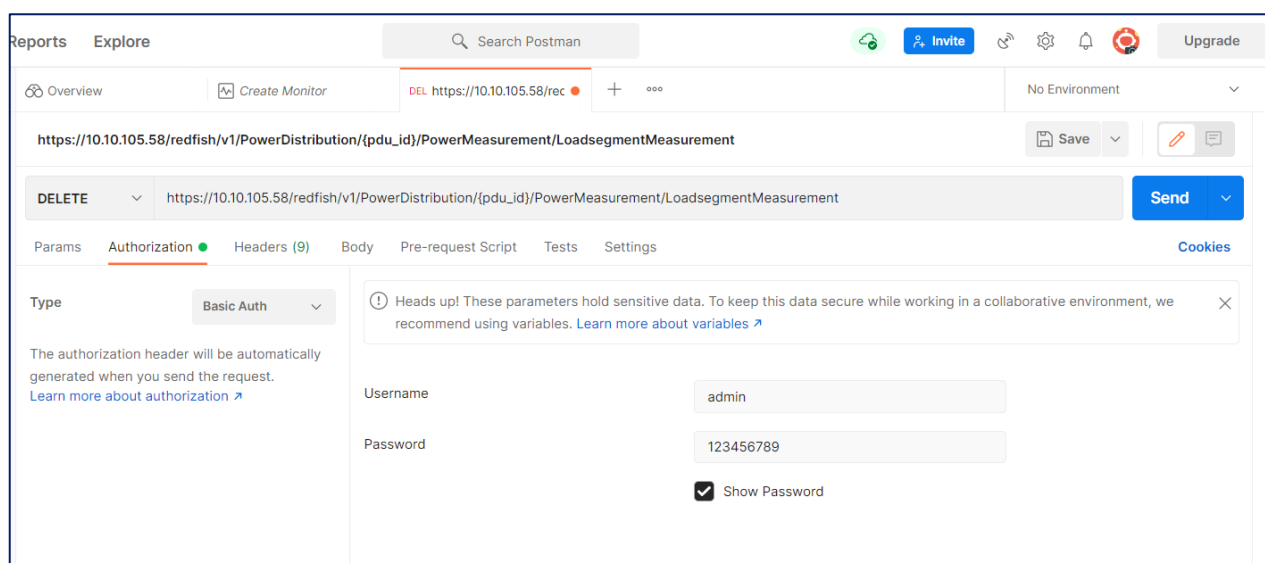 Reports Explore Search Postman Invite Upgrade
Overview Create Monitor DEL https://10.10.105.58/rec No Environment
https://10.10.105.58/redfish/v1/PowerDistribution/{pdu_id}/PowerMeasurement/LoadsegmentMeasurement Save
DELETE https://10.10.105.58/redfish/v1/PowerDistribution/{pdu_id}/PowerMeasurement/LoadsegmentMeasurement Send
Params Authorization Headers (9) Body Pre-request Script Tests Settings Cookies
Type Basic Auth
The authorization header will be automatically
generated when you send the request.
Learn more about authorization ↗
Heads up! These parameters hold sensitive data. To keep this data secure while working in a collaborative environment, we
recommend using variables. Learn more about variables ↗
Username admin
Password 123456789
Show Password